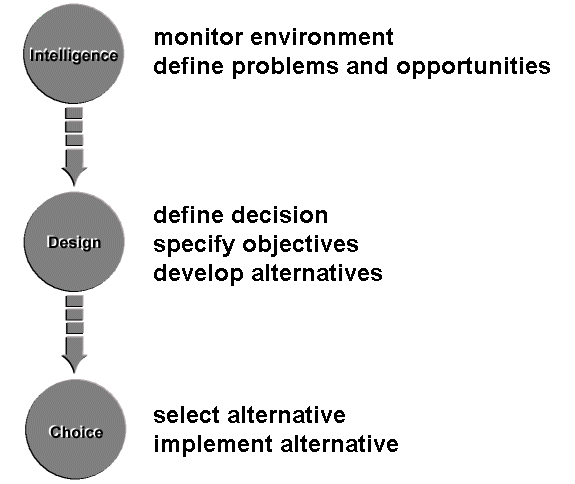 Intelligence
monitor environment
define problems and opportunities
Design
define decision
specify objectives
develop alternatives
Choice
select alternative
implement alternative